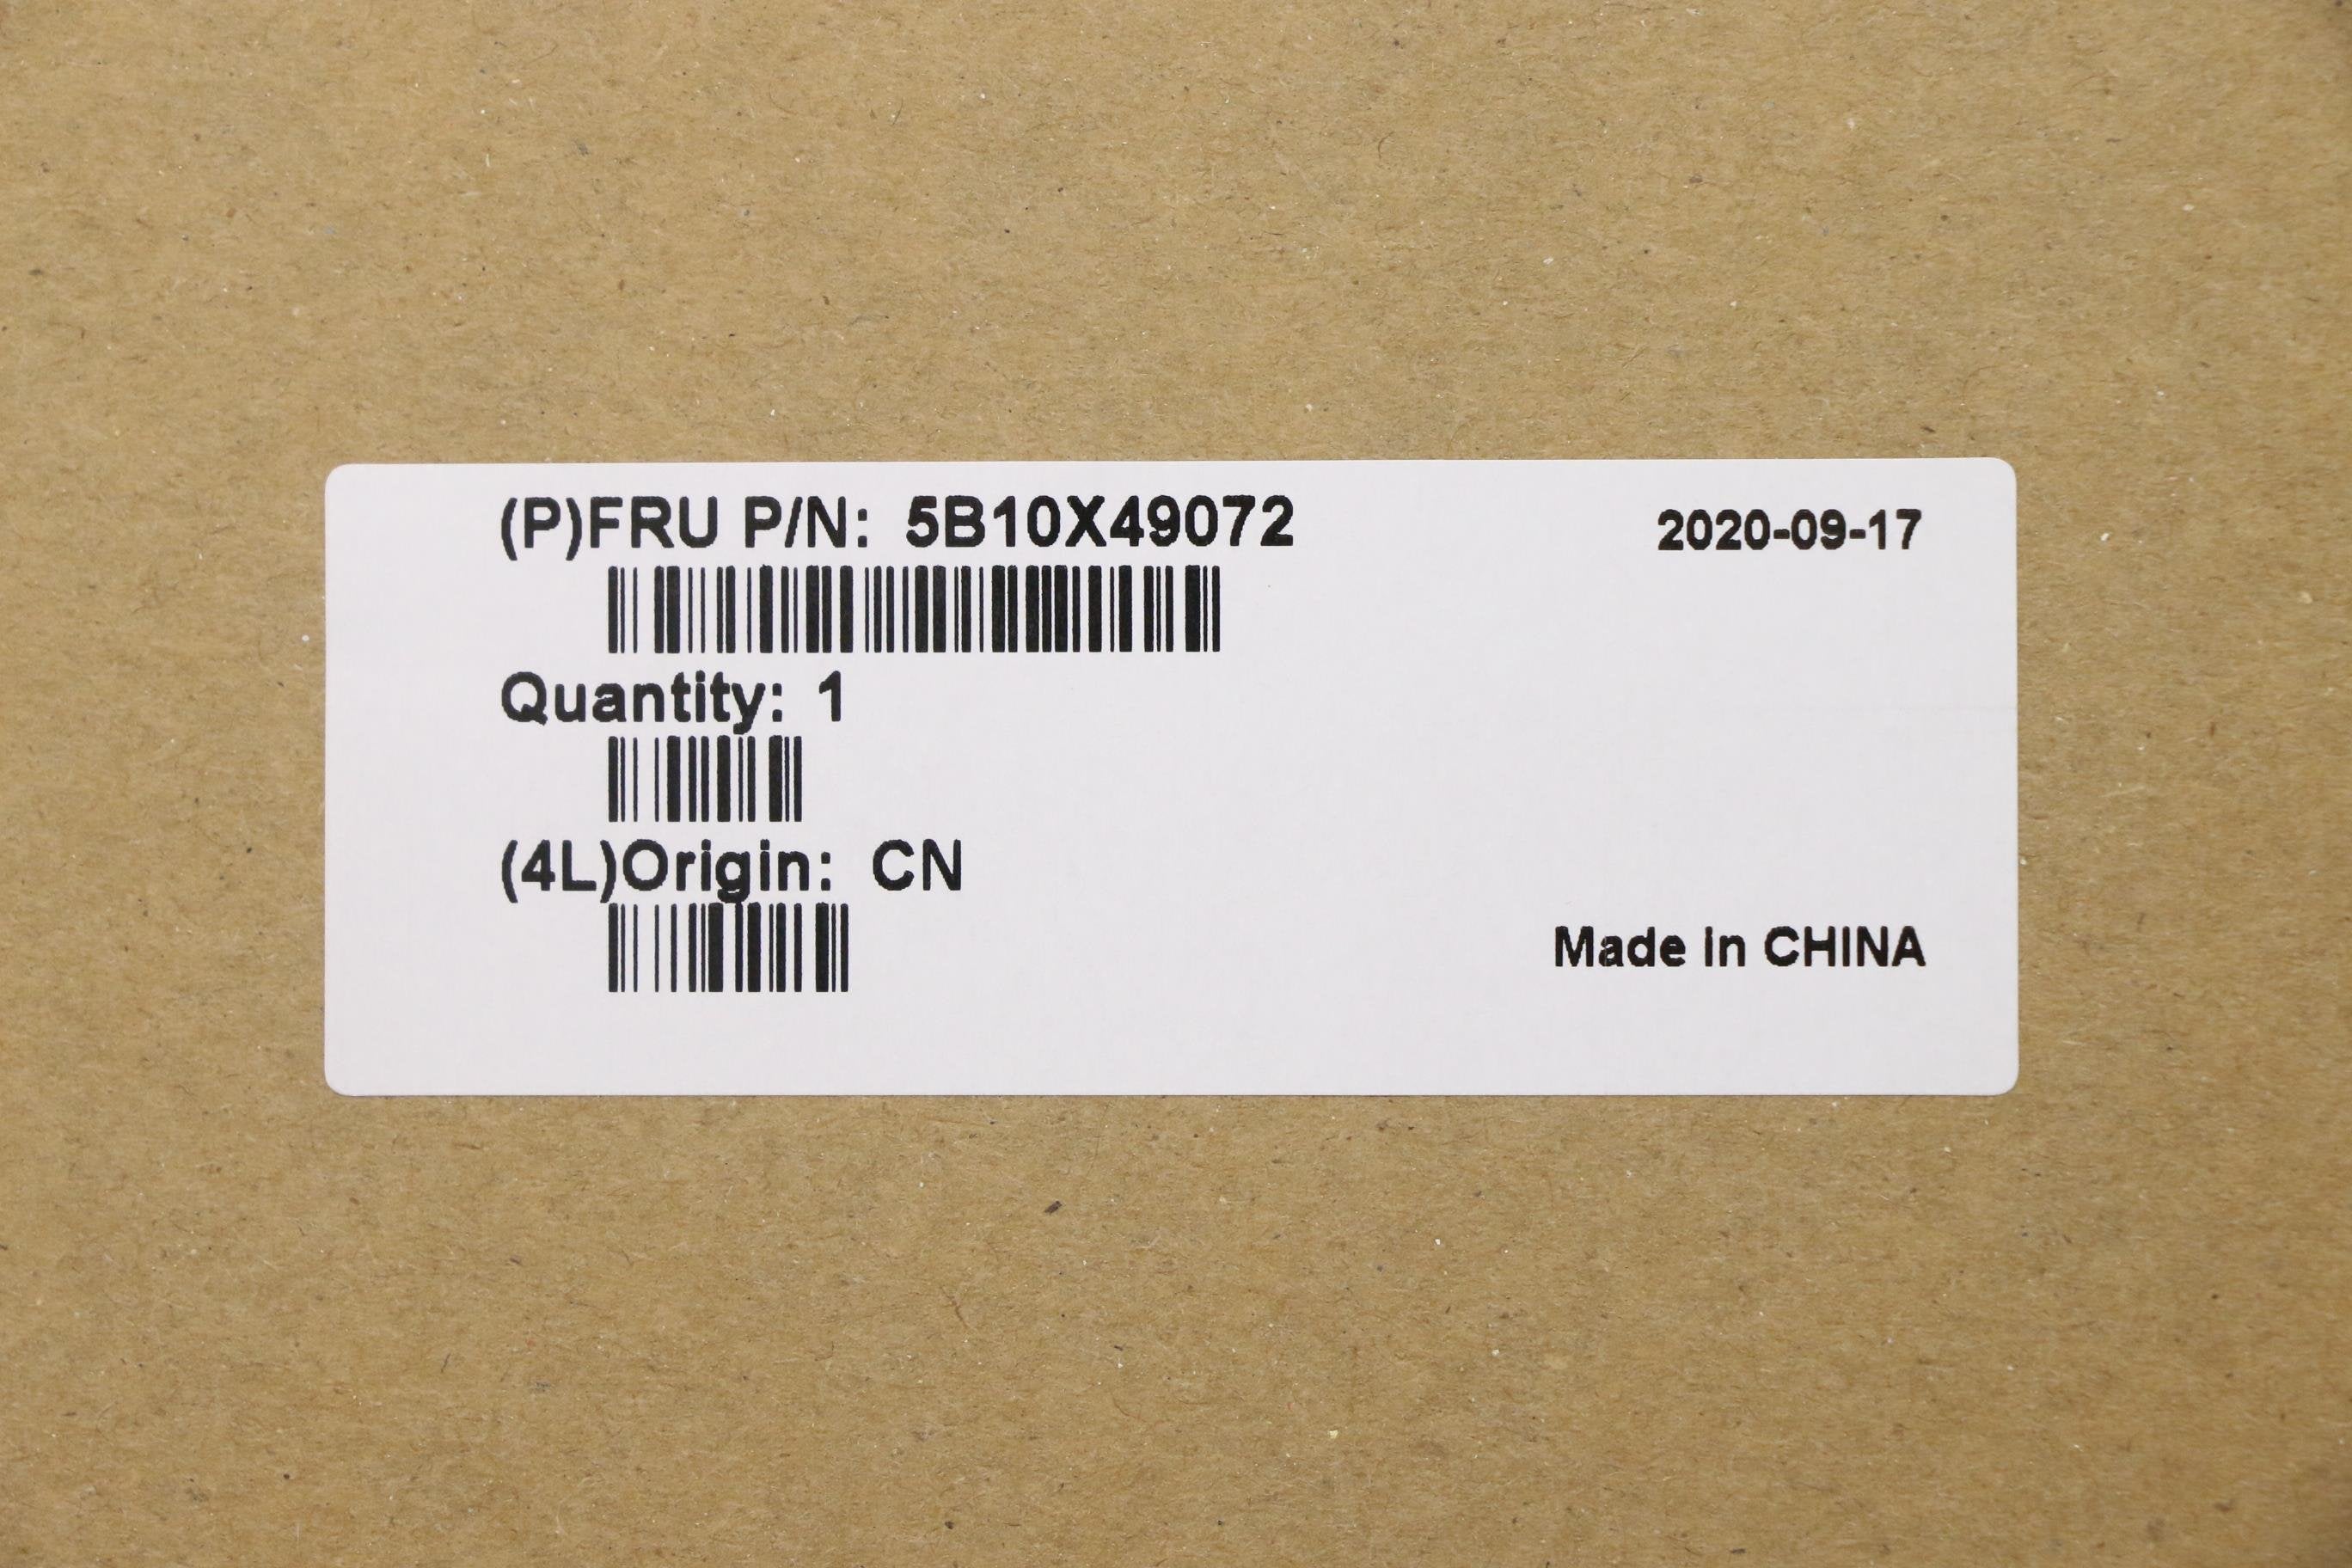 (P)FRU P/N: 5B10X49072
2020-09-17
Quantity: 1
(4L)Origin: CN
Made in CHINA